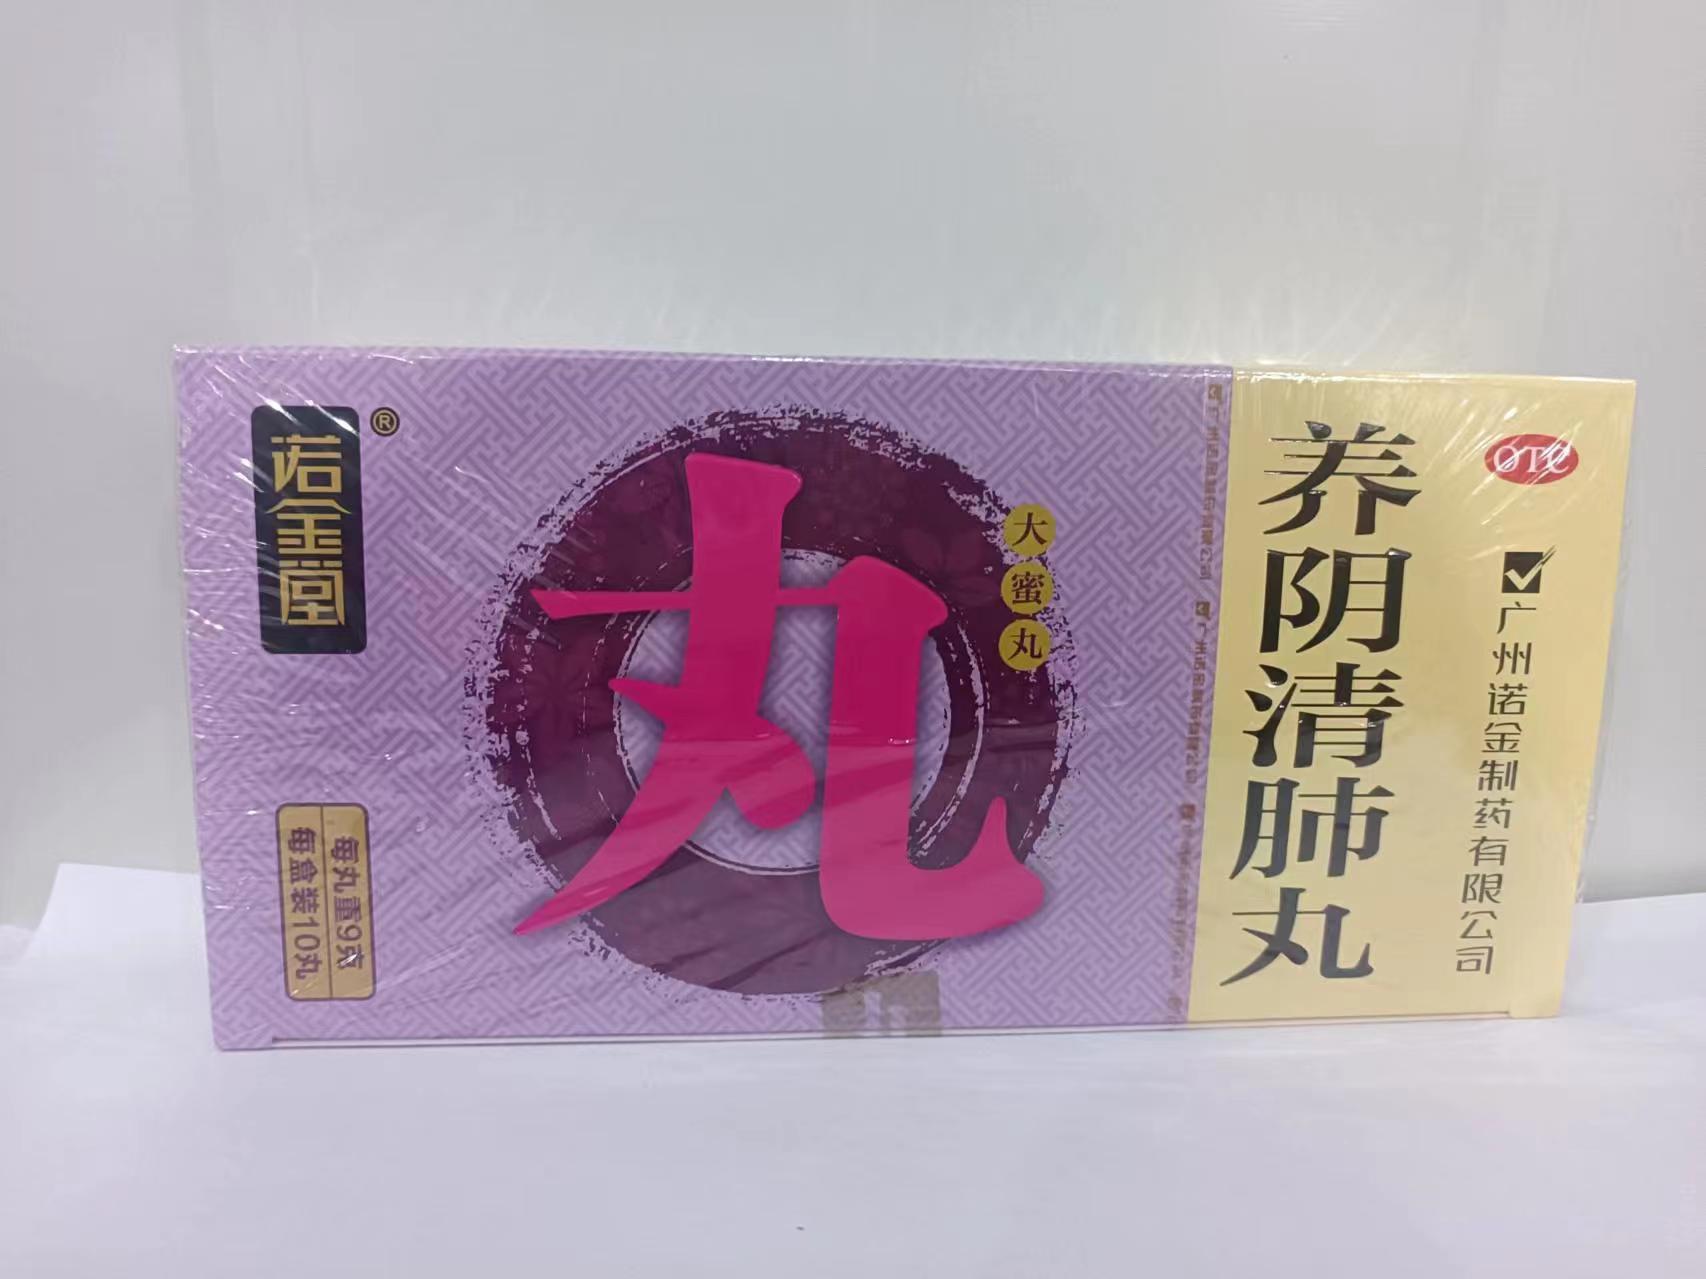 诺金堂
®
每丸重9克
每盒装10丸
丸
大蜜丸
养阴清肺丸
OTC
广州诺金制药有限公司